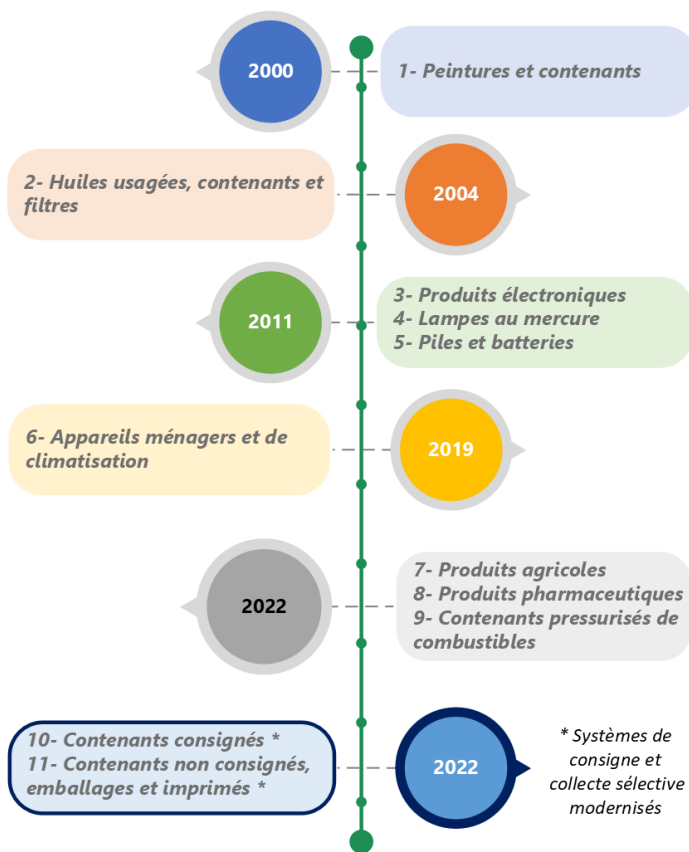 2000
1- Peintures et contenants
2- Huiles usagées, contenants et
filtres
2004
2011
3- Produits électroniques
4- Lampes au mercure
5- Piles et batteries
6- Appareils ménagers et de
climatisation
2019
2022
7- Produits agricoles
8- Produits pharmaceutiques
9- Contenants pressurisés de
combustibles
10- Contenants consignés *
11- Contenants non consignés,
emballages et imprimés *
2022
* Systèmes de
consigne et
collecte sélective
modernisés